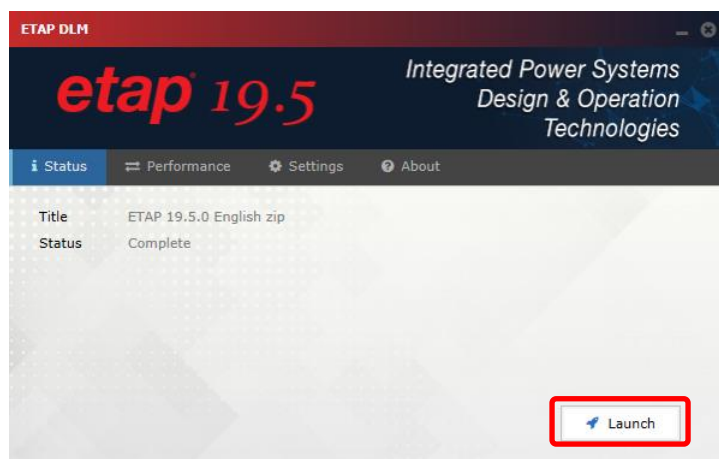 ETAP DLM
etap 19.5
Integrated Power Systems
Design & Operation
Technologies
Status Performance Settings About
Title ETAP 19.5.0 English zip
Status Complete
Launch